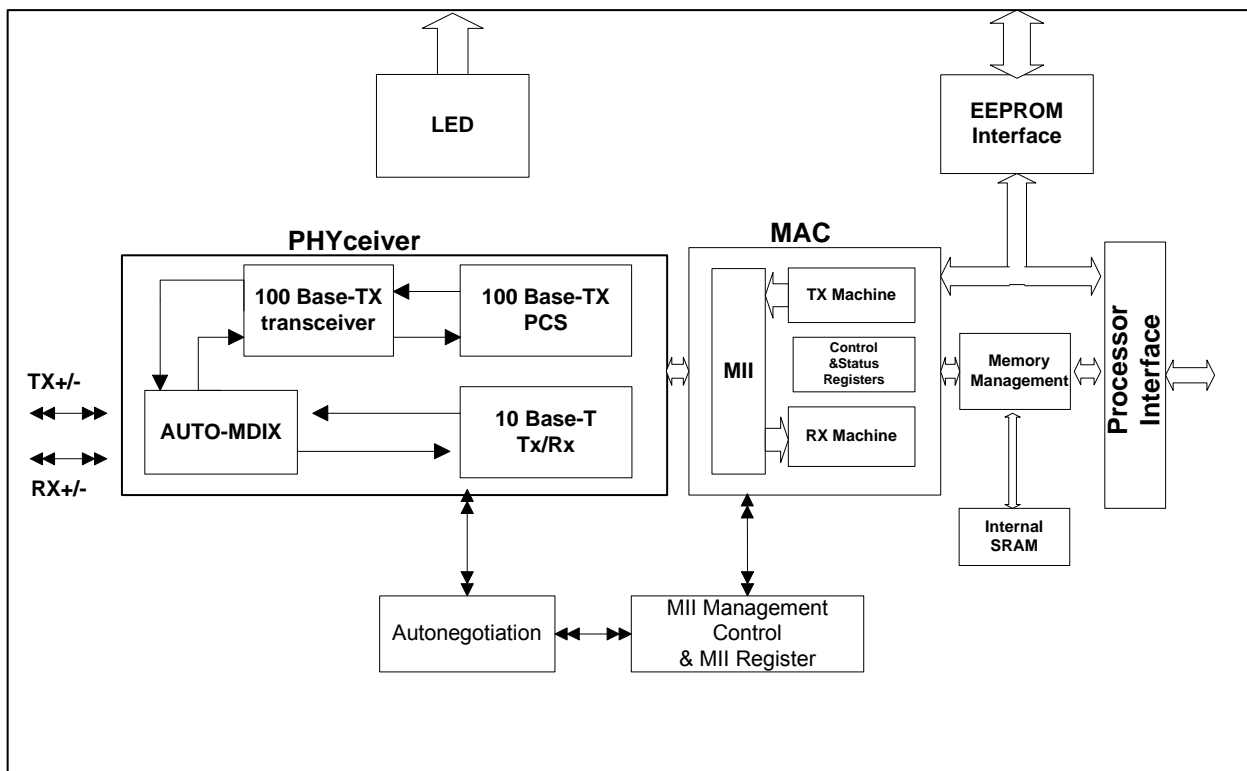 LED
EEPROM
Interface
PHYceiver
MAC
100 Base-TX
transceiver
100 Base-TX
PCS
AUTO-MDIX
10 Base-T
Tx/Rx
TX+/-
RX+/-
MII
TX Machine
Control
&Status
Registers
RX Machine
Memory
Management
Internal
SRAM
Processor
Interface
Autonegotiation
MII Management
Control
& MII Register